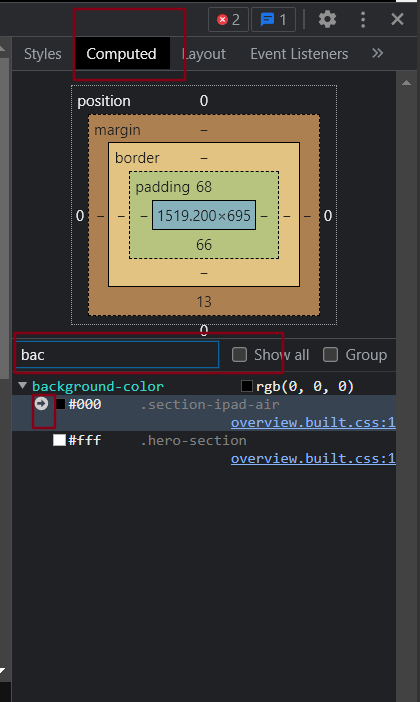 2 1
Styles Computed Layout Event Listeners »
position 0
margin –
border –
padding 68
0 – – – 1519.200×695 – – – 0
66
–
13
0
bac Show all Group
background-color rgb(0, 0, 0)
#000 .section-ipad-air
overview.built.css:1
#fff .hero-section
overview.built.css:1